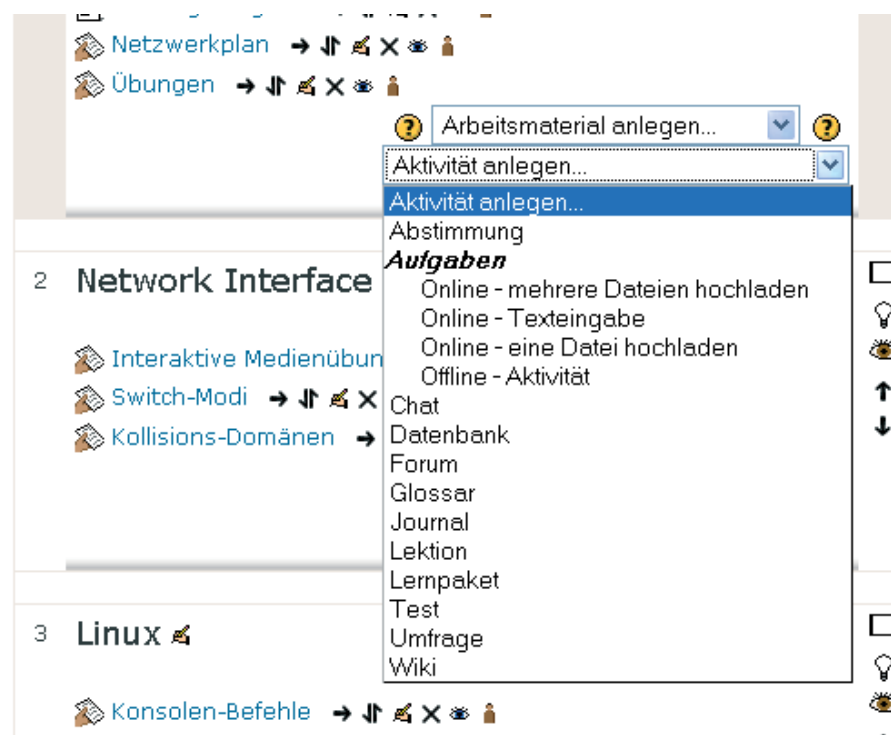 Netzwerkplan
Übungen
Arbeitsmaterial anlegen...
Aktivität anlegen...
Aktivität anlegen...
Abstimmung
Aufgaben
Online - mehrere Dateien hochladen
Online - Texteingabe
Online - eine Datei hochladen
Offline - Aktivität
Chat
Datenbank
Forum
Glossar
Journal
Lektion
Lernpaket
Test
Umfrage
Wiki
2 Network Interface
Interaktive Medienübun
Switch-Modi
Kollisions-Domänen
3 Linux
Konsolen-Befehle